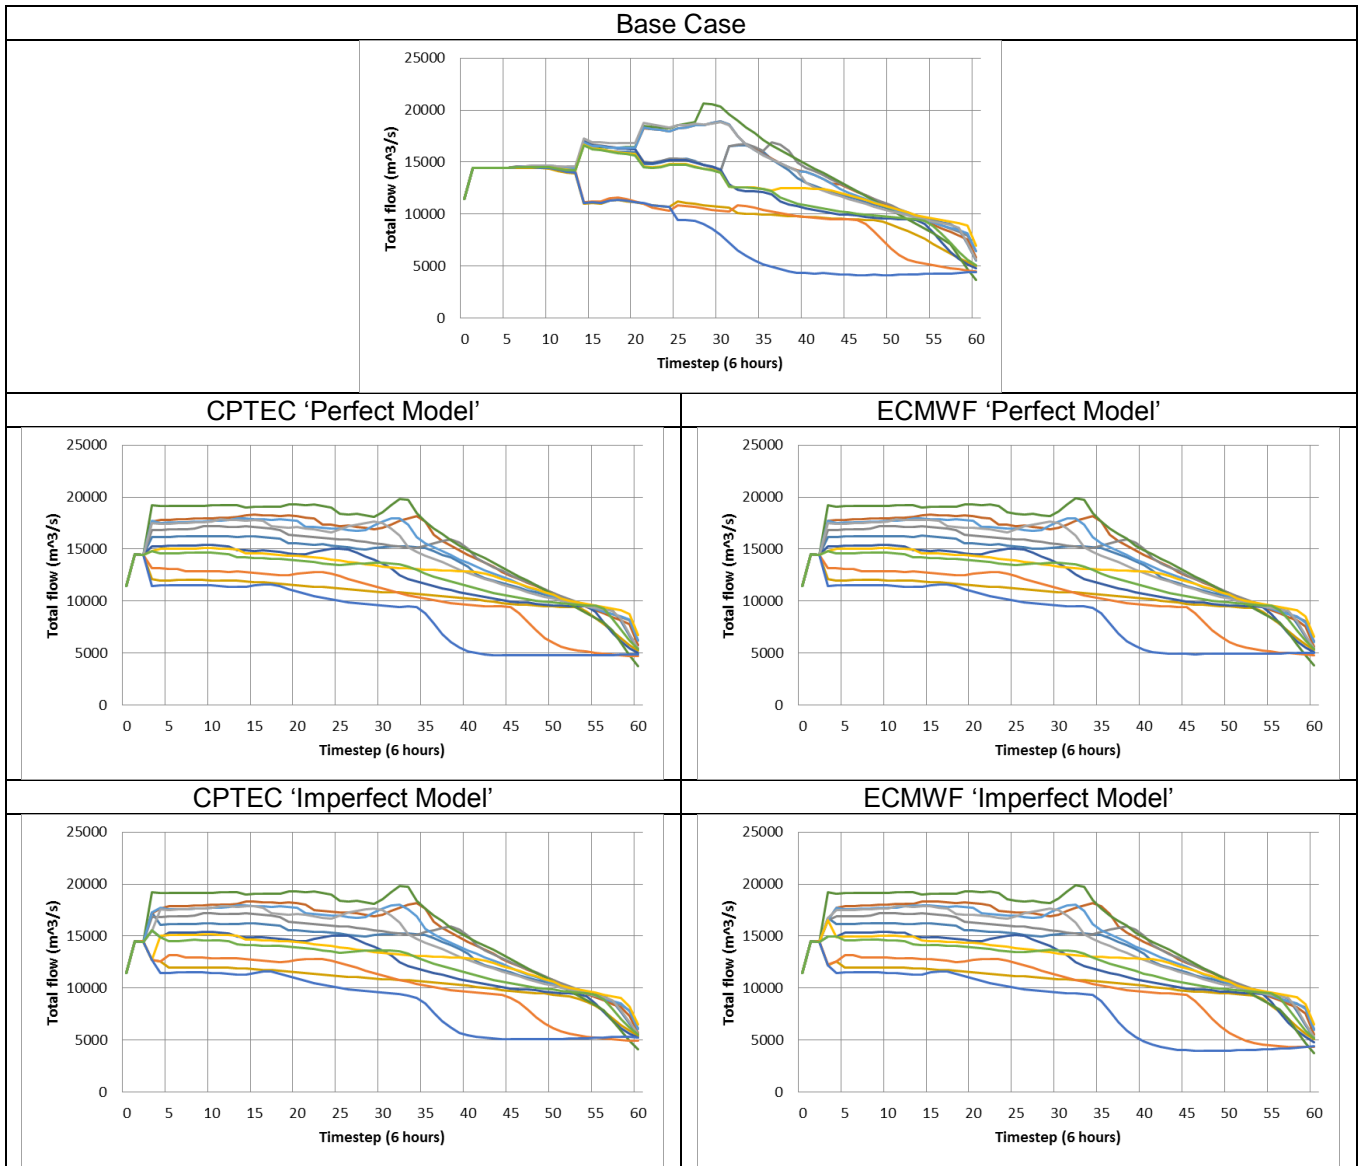 Base Case
25000
20000
15000
10000
5000
0
Total flow (m^3/s)
0 5 10 15 20 25 30 35 40 45 50 55 60
Timestep (6 hours)
CPTEC ‘Perfect Model’
25000
20000
15000
10000
5000
0
Total flow (m^3/s)
0 5 10 15 20 25 30 35 40 45 50 55 60
Timestep (6 hours)
ECMWF ‘Perfect Model’
25000
20000
15000
10000
5000
0
Total flow (m^3/s)
0 5 10 15 20 25 30 35 40 45 50 55 60
Timestep (6 hours)
CPTEC ‘Imperfect Model’
25000
20000
15000
10000
5000
0
Total flow (m^3/s)
0 5 10 15 20 25 30 35 40 45 50 55 60
Timestep (6 hours)
ECMWF ‘Imperfect Model’
25000
20000
15000
10000
5000
0
Total flow (m^3/s)
0 5 10 15 20 25 30 35 40 45 50 55 60
Timestep (6 hours)